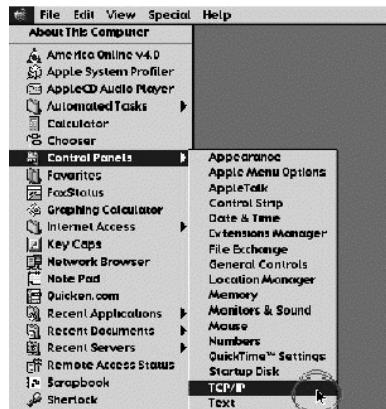 File Edit View Special Help
About This Computer
America Online v4.0
Apple System Profiler
AppleCD Audio Player
Automated Tasks
Calculator
Chooser
Control Panels
Favorites
FaxStatus
Graphing Calculator
Internet Access
Key Caps
Network Browser
Note Pad
Quicken.com
Recent Applications
Recent Documents
Recent Servers
Remote Access Status
Scrapbook
Sherlock
Appearance
Apple Menu Options
AppleTalk
Control Strip
Date & Time
Extensions Manager
File Exchange
General Controls
Location Manager
Memory
Monitors & Sound
Mouse
Numbers
QuickTime™ Settings
Startup Disk
TCP/IP
Text